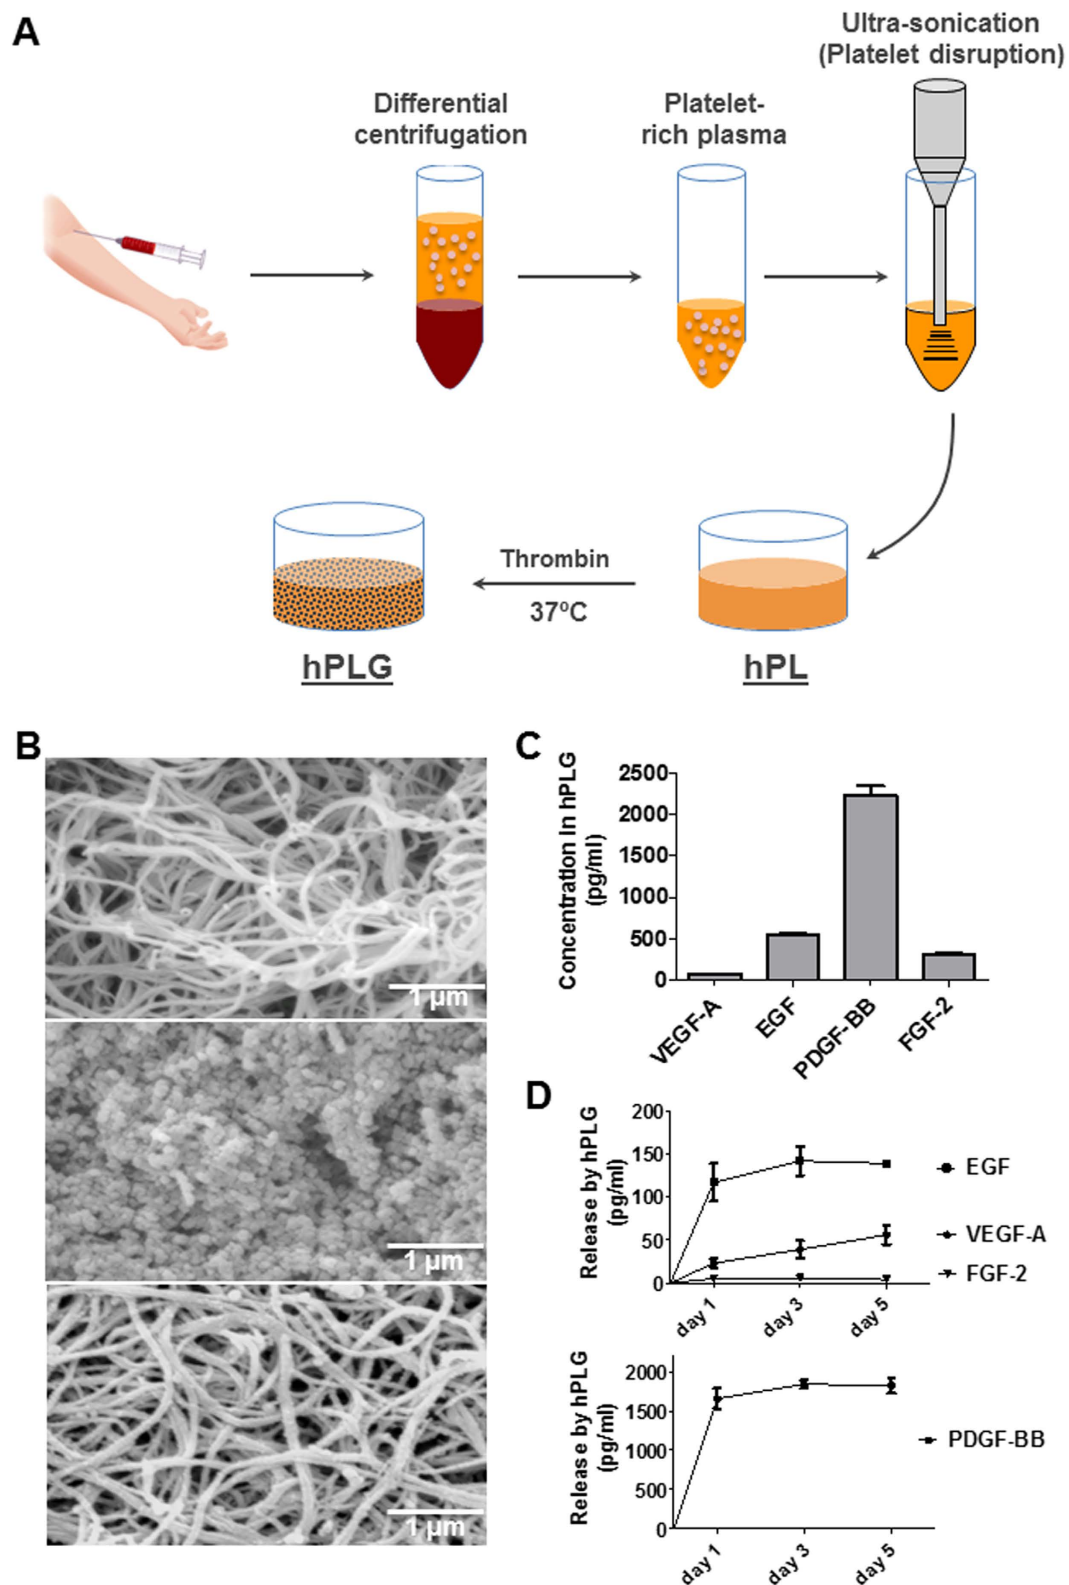 A
Differential
centrifugation
Platelet-
rich plasma
Ultra-sonication
(Platelet disruption)
Thrombin
37ºC
hPLG
hPL
B
1 µm
1 µm
1 µm
C
Concentration in hPLG
(pg/ml)
2500
2000
1500
1000
500
0
VEGF-A
EGF
PDGF-BB
FGF-2
D
Release by hPLG
(pg/ml)
200
150
100
50
0
day 1
day 3
day 5
EGF
VEGF-A
FGF-2
Release by hPLG
(pg/ml)
2000
1500
1000
500
0
day 1
day 3
day 5
PDGF-BB